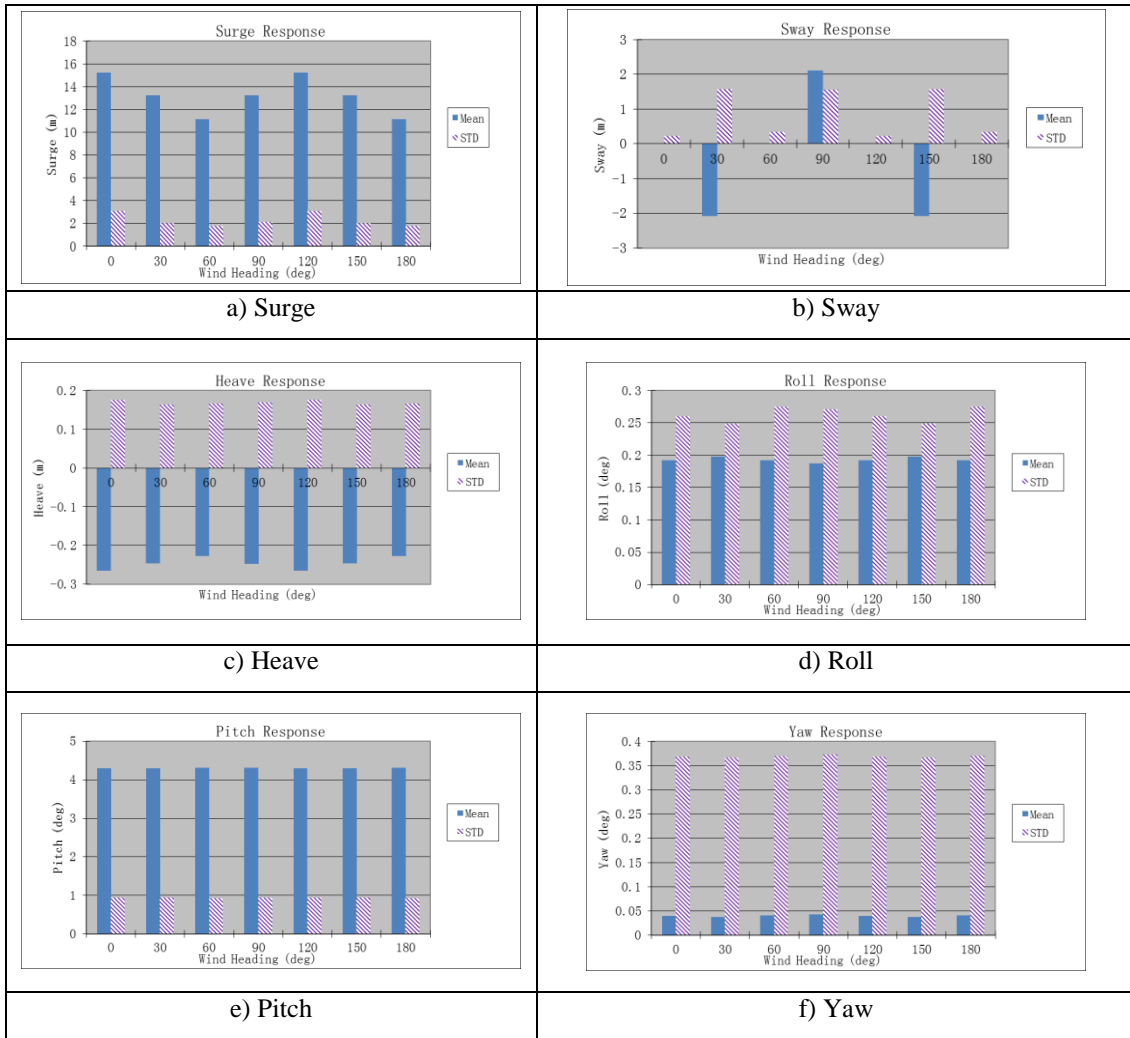 Surge Response
18
16
14
12
10
8
6
4
2
0
Surge (m)
0 30 60 90 120 150 180
Wind Heading (deg)
Mean
STD
a) Surge
Sway Response
3
2
1
0
-1
-2
-3
Sway (m)
0 30 60 90 120 150 180
Wind Heading (deg)
Mean
STD
b) Sway
Heave Response
0.2
0.1
0
-0.1
-0.2
-0.3
Heave (m)
0 30 60 90 120 150 180
Wind Heading (deg)
Mean
STD
c) Heave
Roll Response
0.3
0.25
0.2
0.15
0.1
0.05
0
Roll (deg)
0 30 60 90 120 150 180
Wind Heading (deg)
Mean
STD
d) Roll
Pitch Response
5
4
3
2
1
0
Pitch (deg)
0 30 60 90 120 150 180
Wind Heading (deg)
Mean
STD
e) Pitch
Yaw Response
0.4
0.35
0.3
0.25
0.2
0.15
0.1
0.05
0
Yaw (deg)
0 30 60 90 120 150 180
Wind Heading (deg)
Mean
STD
f) Yaw